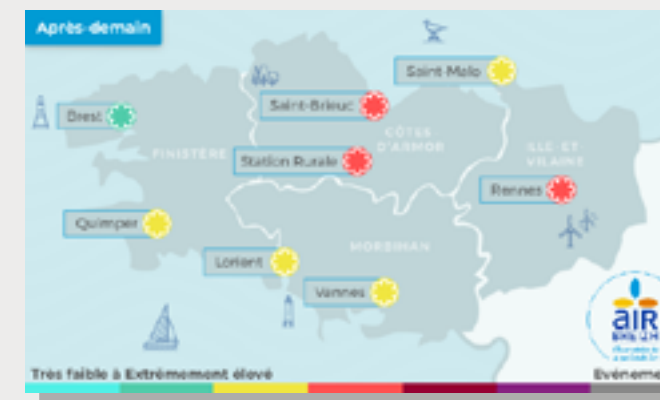 Après-demain
Saint-Malo
Saint-Brieuc
Brest
CÔTES
D'ARMOR
FINISTÈRE
ILLE-ET
VILAINE
Station Rurale
Rennes
Quimper
MORBIHAN
Lorient
Vannes
aiR
Très faible à Extrêmement élevé